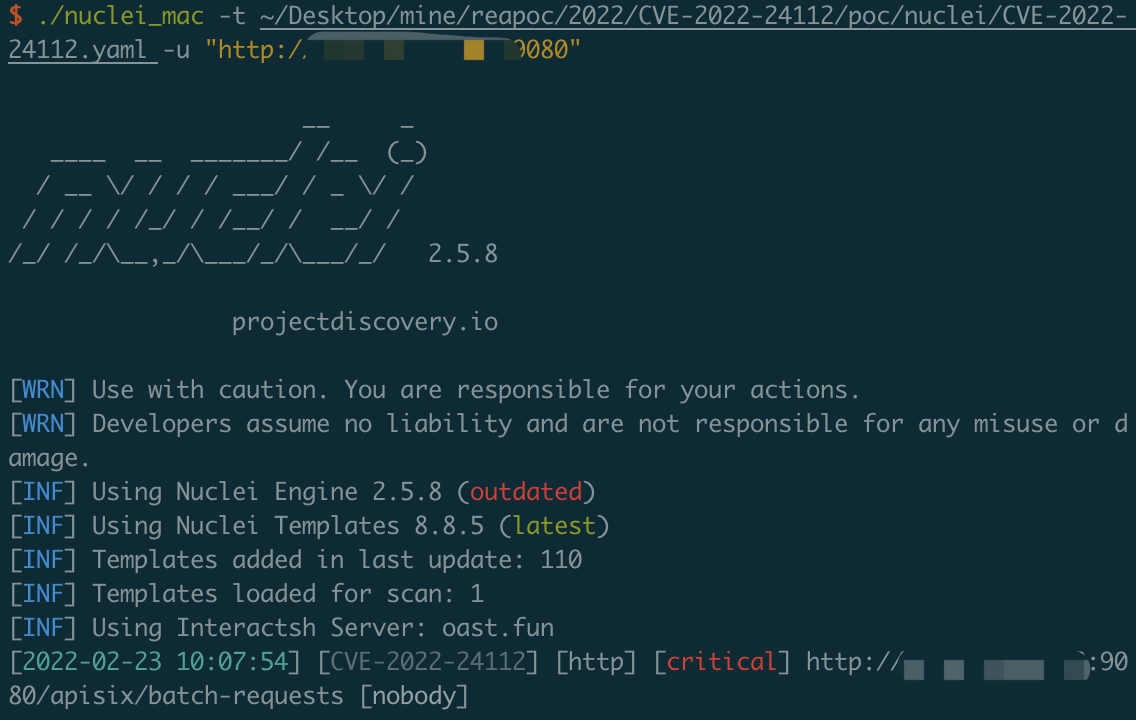 $ ./nuclei_mac -t ~/Desktop/mine/reapoc/2022/CVE-2022-24112/poc/nuclei/CVE-2022-
24112.yaml -u "http:/ 9080"
                     __     _
   ____  __  _______/ /__  (_)
  / __ \/ / / / ___/ / _ \/ /
 / / / / /_/ / /__/ /  __/ /
/_/ /_/\__,_/\___/_/\___/_/   2.5.8
projectdiscovery.io
[WRN] Use with caution. You are responsible for your actions.
[WRN] Developers assume no liability and are not responsible for any misuse or d
amage.
[INF] Using Nuclei Engine 2.5.8 (outdated)
[INF] Using Nuclei Templates 8.8.5 (latest)
[INF] Templates added in last update: 110
[INF] Templates loaded for scan: 1
[INF] Using Interactsh Server: oast.fun
[2022-02-23 10:07:54] [CVE-2022-24112] [http] [critical] http:// :90
80/apisix/batch-requests [nobody]